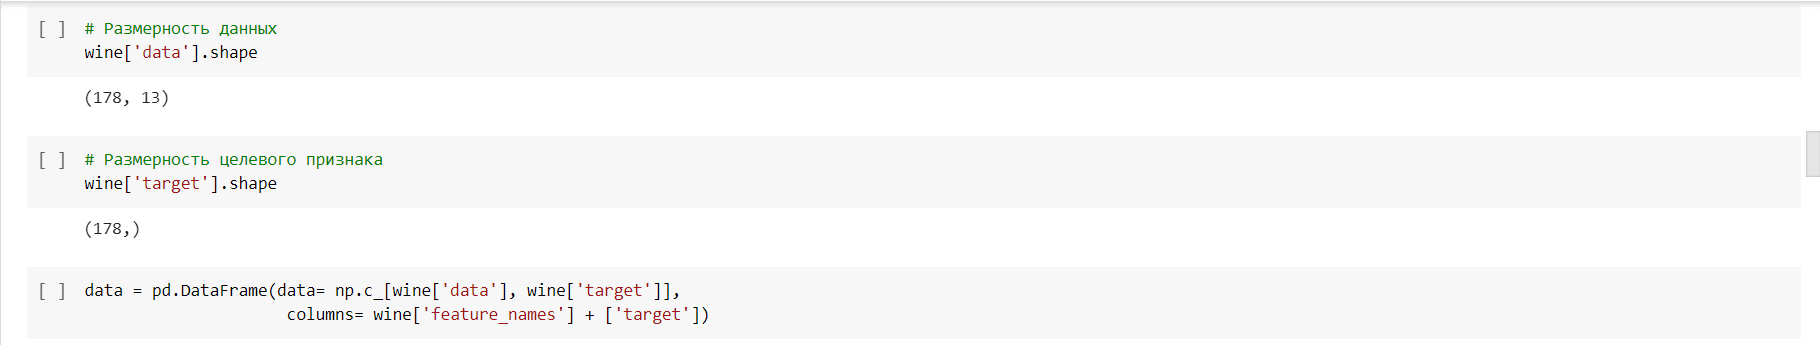 [ ] # Размерность данных
wine['data'].shape
(178, 13)
[ ] # Размерность целевого признака
wine['target'].shape
(178,)
[ ] data = pd.DataFrame(data= np.c_[wine['data'], wine['target']],
columns= wine['feature_names'] + ['target'])